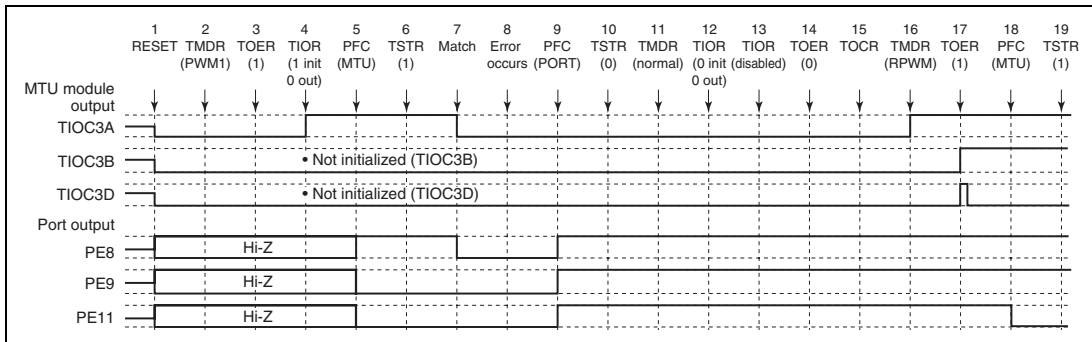 1 2 3 4 5 6 7 8 9 10 11 12 13 14 15 16 17 18 19
RESET TMDR TOER TIOR PFC TSTR Match Error PFC TSTR TMDR TIOR TIOR TOER TOCR TMDR TOER PFC TSTR
(PWM1) (1) (1 init (MTU) (1) occurs (PORT) (0) (normal) (0 init (disabled) (0) (RPWM) (1) (MTU) (1)
0 out) 0 out)
MTU module
output
TIOC3A
TIOC3B • Not initialized (TIOC3B)
TIOC3D • Not initialized (TIOC3D)
Port output
PE8 Hi-Z
PE9 Hi-Z
PE11 Hi-Z